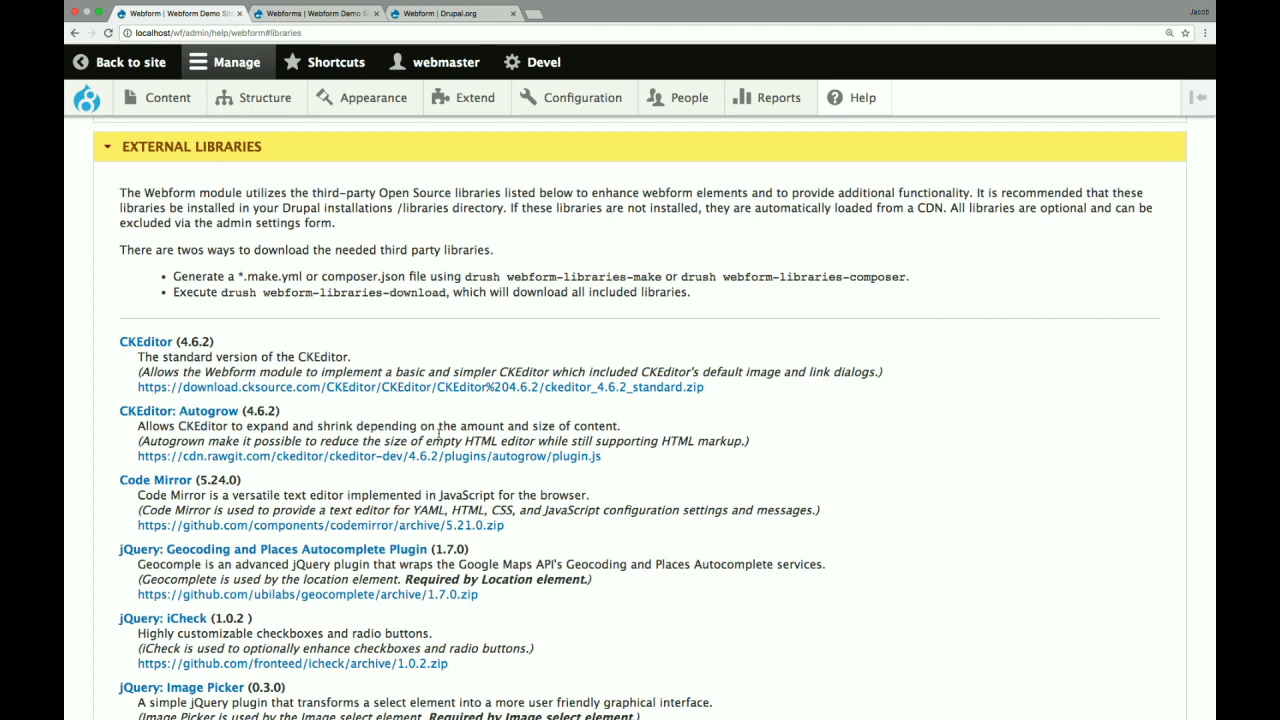 Webform | Webform Demo Sit
Webforms | Webform Demo S
Webform | Drupal.org
Jacob
localhost/wf/admin/help/webform#libraries
Back to site
Manage
Shortcuts
webmaster
Devel
Content
Structure
Appearance
Extend
Configuration
People
Reports
Help
EXTERNAL LIBRARIES
The Webform module utilizes the third-party Open Source libraries listed below to enhance webform elements and to provide additional functionality. It is recommended that these
libraries be installed in your Drupal installations /libraries directory. If these libraries are not installed, they are automatically loaded from a CDN. All libraries are optional and can be
excluded via the admin settings form.
There are twos ways to download the needed third party libraries.
• Generate a *.make.yml or composer.json file using drush webform-libraries-make or drush webform-libraries-composer.
• Execute drush webform-libraries-download, which will download all included libraries.
CKEditor (4.6.2)
The standard version of the CKEditor.
(Allows the Webform module to implement a basic and simpler CKEditor which included CKEditor's default image and link dialogs.)
https://download.cksource.com/CKEditor/CKEditor/CKEditor%204.6.2/ckeditor_4.6.2_standard.zip
CKEditor: Autogrow (4.6.2)
Allows CKEditor to expand and shrink depending on the amount and size of content.
(Autogrown make it possible to reduce the size of empty HTML editor while still supporting HTML markup.)
https://cdn.rawgit.com/ckeditor/ckeditor-dev/4.6.2/plugins/autogrow/plugin.js
Code Mirror (5.24.0)
Code Mirror is a versatile text editor implemented in JavaScript for the browser.
(Code Mirror is used to provide a text editor for YAML, HTML, CSS, and JavaScript configuration settings and messages.)
https://github.com/components/codemirror/archive/5.21.0.zip
jQuery: Geocoding and Places Autocomplete Plugin (1.7.0)
Geocomple is an advanced jQuery plugin that wraps the Google Maps API's Geocoding and Places Autocomplete services.
(Geocomplete is used by the location element. Required by Location element.)
https://github.com/ubilabs/geocomplete/archive/1.7.0.zip
jQuery: iCheck (1.0.2 )
Highly customizable checkboxes and radio buttons.
(iCheck is used to optionally enhance checkboxes and radio buttons.)
https://github.com/fronteed/icheck/archive/1.0.2.zip
jQuery: Image Picker (0.3.0)
A simple jQuery plugin that transforms a select element into a more user friendly graphical interface.
(Image Picker is used by the Image select element. Required by Image select element.)